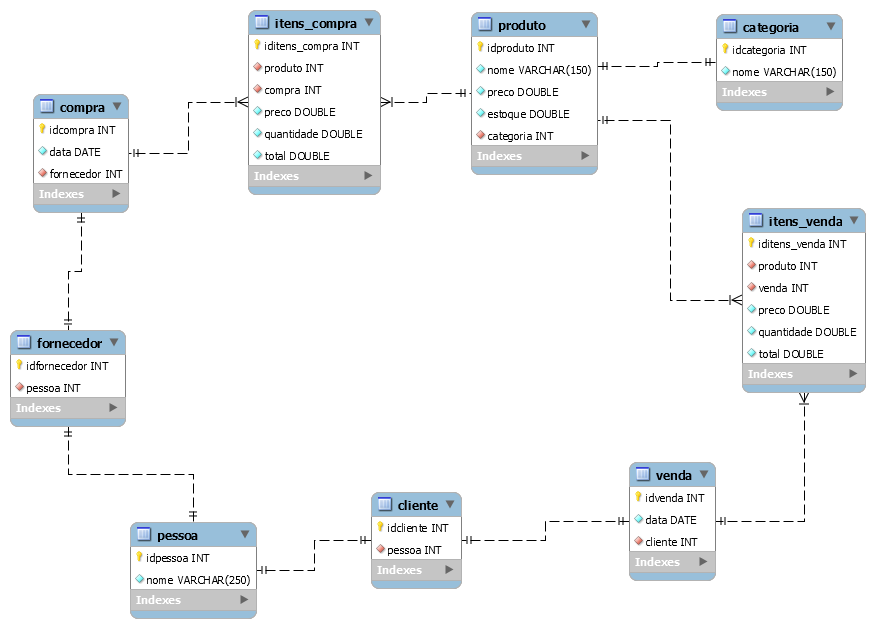 itens_compra
iditens_compra INT
produto INT
compra INT
preco DOUBLE
quantidade DOUBLE
total DOUBLE
Indexes
produto
idproduto INT
nome VARCHAR(150)
preco DOUBLE
estoque DOUBLE
categoria INT
Indexes
categoria
idcategoria INT
nome VARCHAR(150)
Indexes
compra
idcompra INT
data DATE
fornecedor INT
Indexes
itens_venda
iditens_venda INT
produto INT
venda INT
preco DOUBLE
quantidade DOUBLE
total DOUBLE
Indexes
fornecedor
idfornecedor INT
pessoa INT
Indexes
pessoa
idpessoa INT
nome VARCHAR(250)
Indexes
cliente
idcliente INT
pessoa INT
Indexes
venda
idvenda INT
data DATE
cliente INT
Indexes